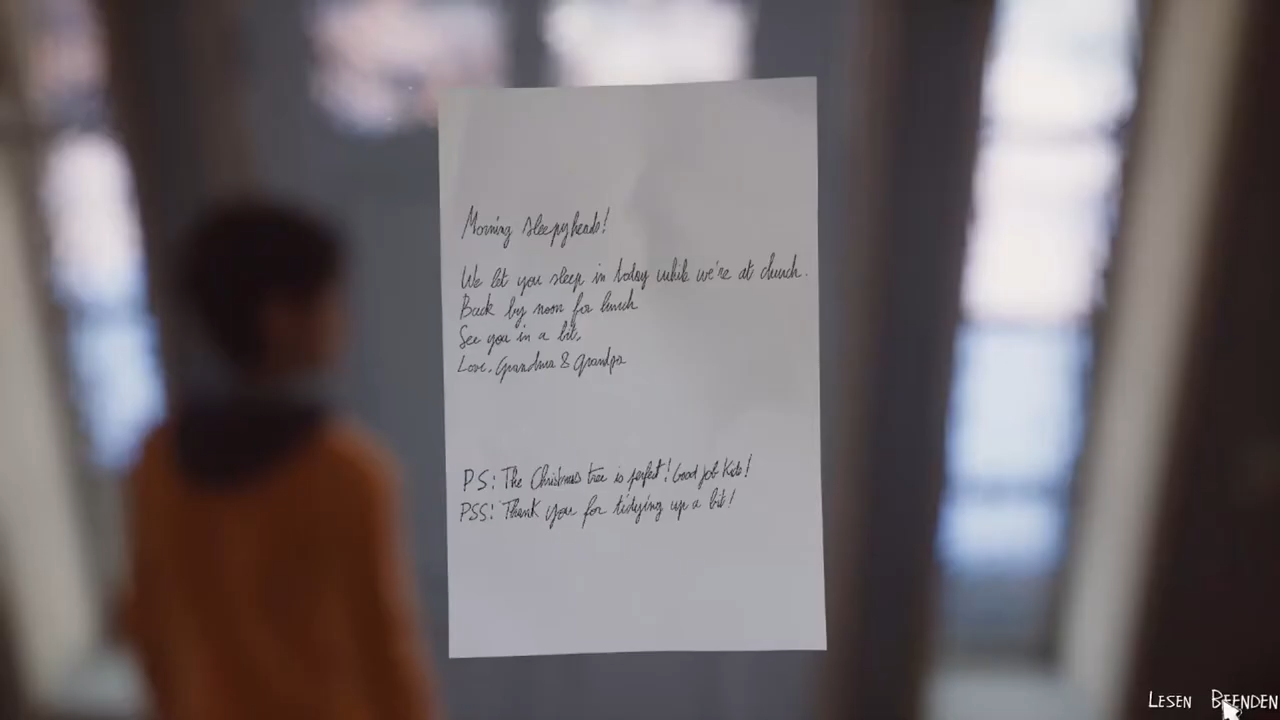 Morning sleepyheads!
We let you sleep in today while we're at church.
Back by noon for lunch
See you in a bit.
Love, Grandma & Grandpa
PS: The Christmas tree is perfect! Good job Kids!
PSS: Thank you for tidying up a bit!
LESEN BEENDEN